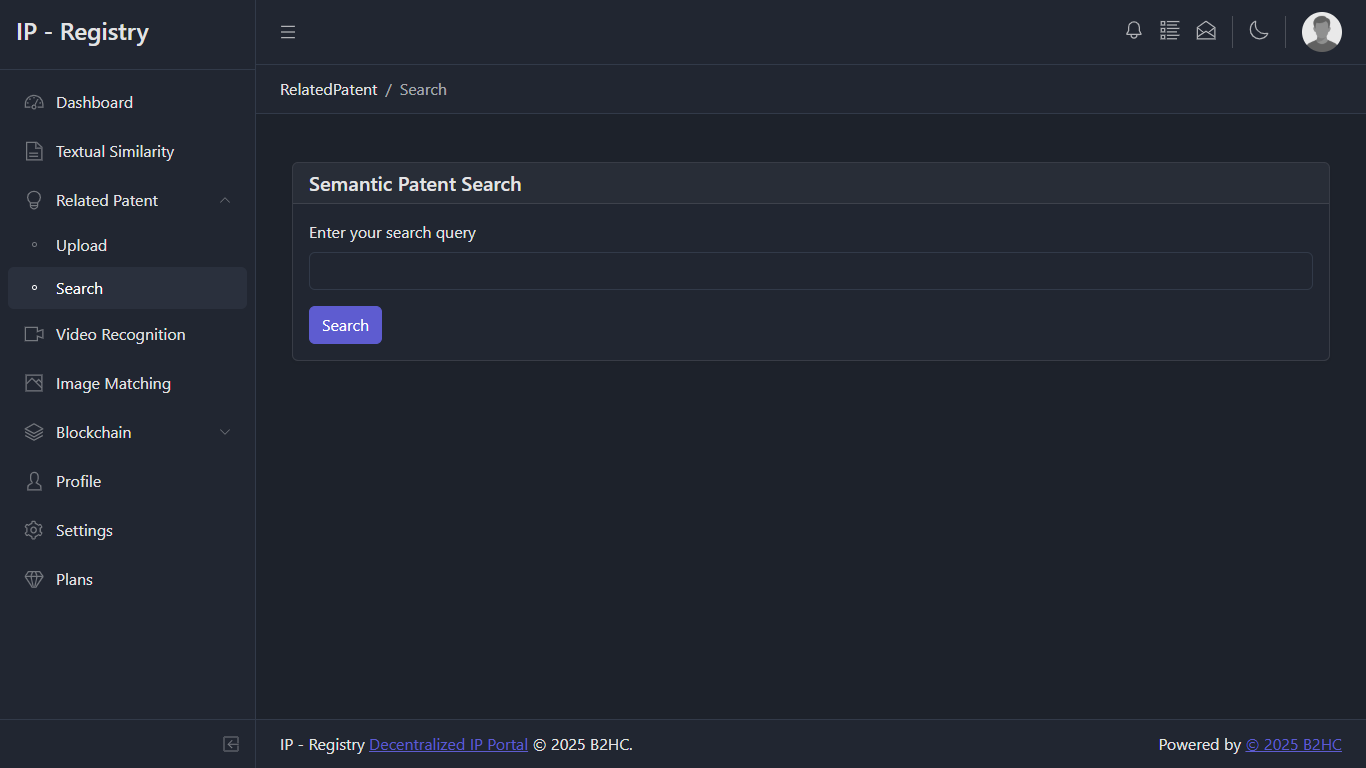 IP - Registry
Dashboard
Textual Similarity
Related Patent
Upload
Search
Video Recognition
Image Matching
Blockchain
Profile
Settings
Plans
RelatedPatent / Search
Semantic Patent Search
Enter your search query
Search
IP - Registry Decentralized IP Portal © 2025 B2HC.
Powered by © 2025 B2HC